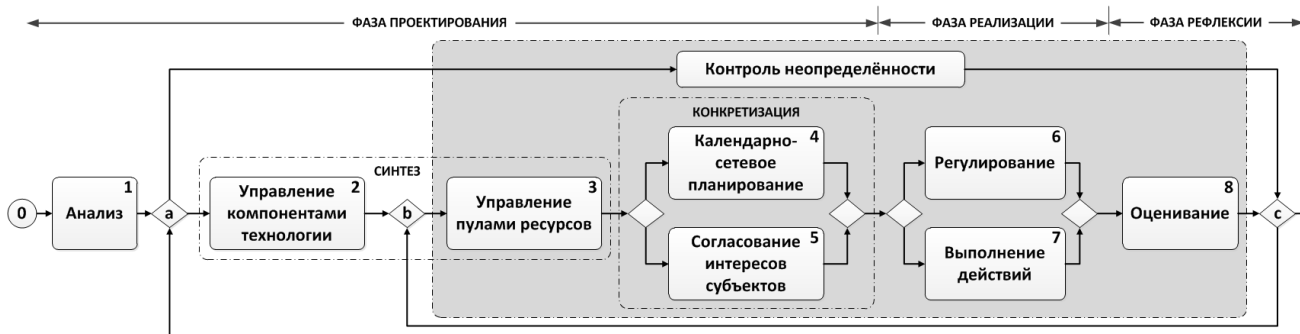 ФАЗА ПРОЕКТИРОВАНИЯ
ФАЗА РЕАЛИЗАЦИИ
ФАЗА РЕФЛЕКСИИ
Контроль неопределённости
СИНТЕЗ
КОНКРЕТИЗАЦИЯ
0
1
Анализ
a
2
Управление
компонентами
технологии
b
3
Управление
пулами ресурсов
4
Календарно-
сетевое
планирование
5
Согласование
интересов
субъектов
6
Регулирование
7
Выполнение
действий
8
Оценивание
c